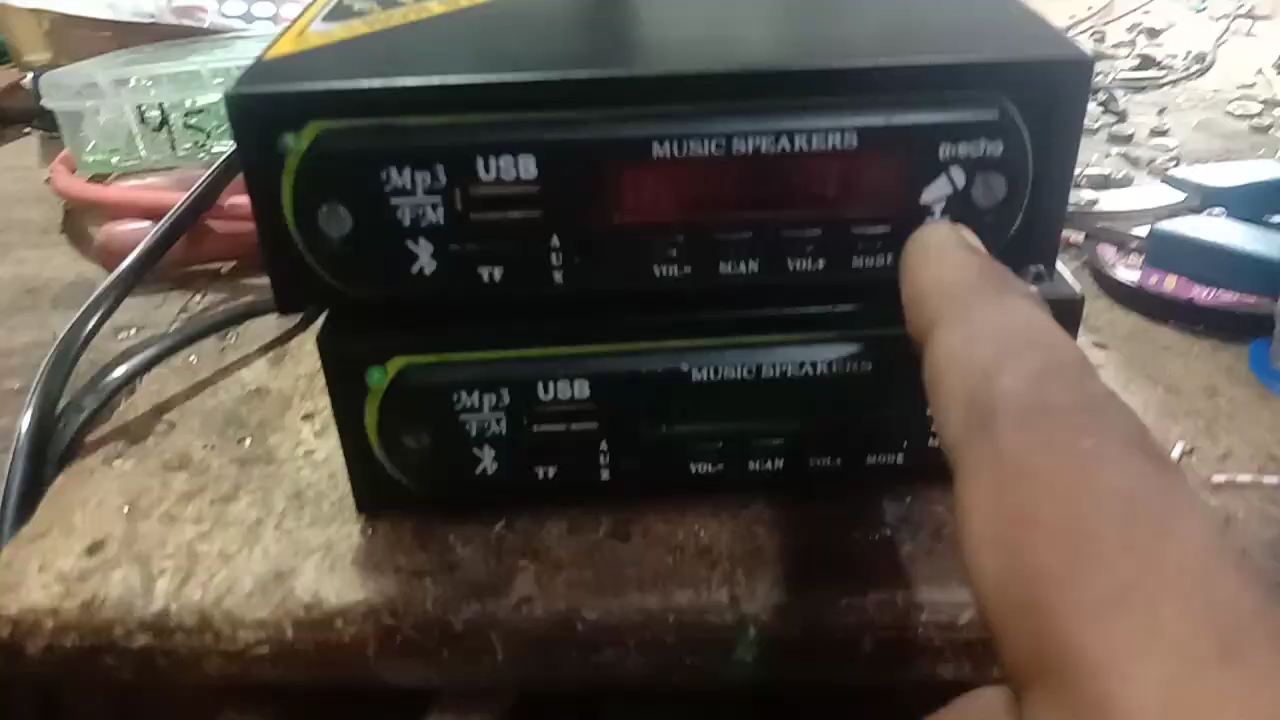 45
MUSIC SPEAKERS
Mp3
FM
USB
TF
AUX
VOL-
SCAN
VOL+
MODE
MUSIC SPEAKERS
Mp3
FM
USB
TF
AUX
VOL-
SCAN
VOL+
MODE